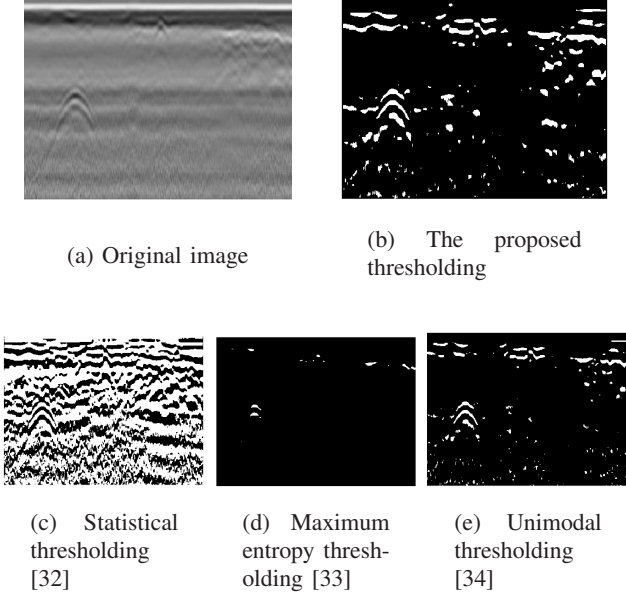 (a) Original image
(b) The proposed
thresholding
(c) Statistical
thresholding
[32]
(d) Maximum
entropy thresh-
olding [33]
(e) Unimodal
thresholding
[34]